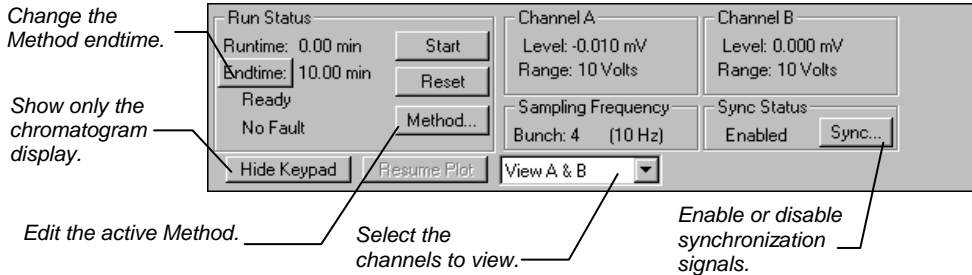 Change the
Method endtime.
Show only the
chromatogram
display.
Run Status
Runtime: 0.00 min
Start
Endtime: 10.00 min
Reset
Ready
No Fault
Method...
Channel A
Level: -0.010 mV
Range: 10 Volts
Channel B
Level: 0.000 mV
Range: 10 Volts
Sampling Frequency
Bunch: 4 (10 Hz)
Sync Status
Enabled
Sync...
Hide Keypad
Resume Plot
View A & B
Edit the active Method.
Select the
channels to view.
Enable or disable
synchronization
signals.